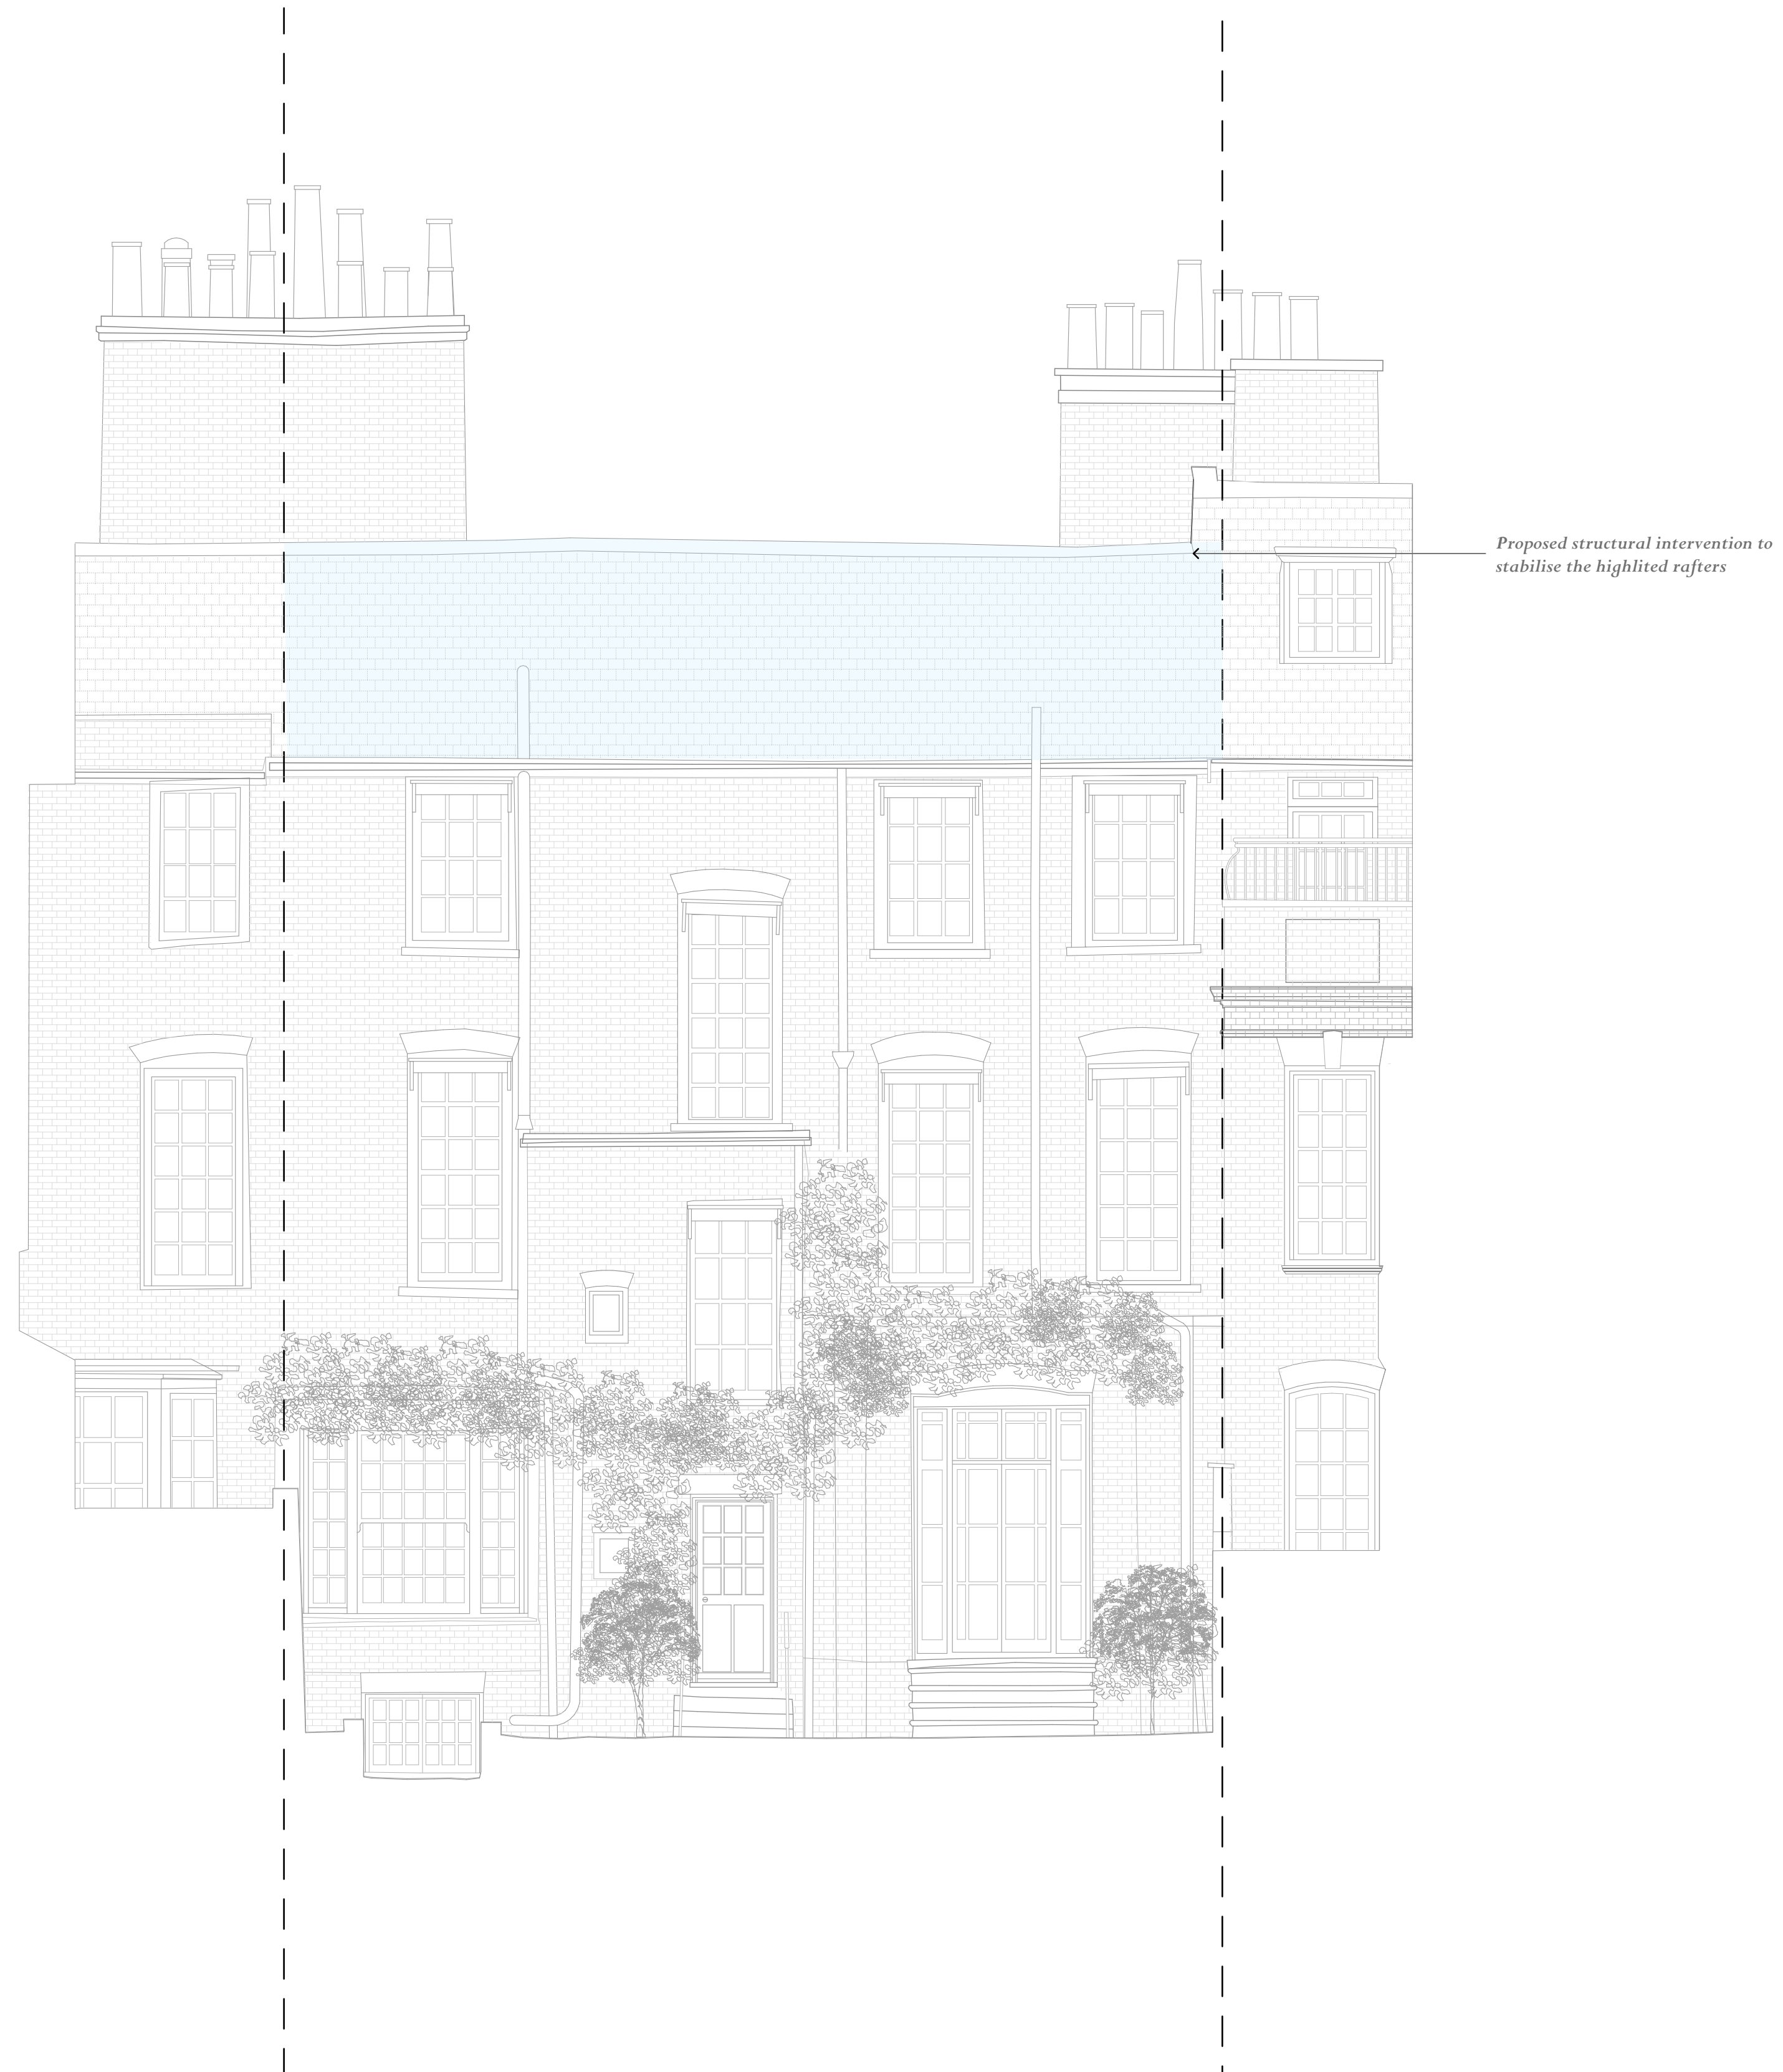 Proposed structural intervention to
stabilise the highlited rafters